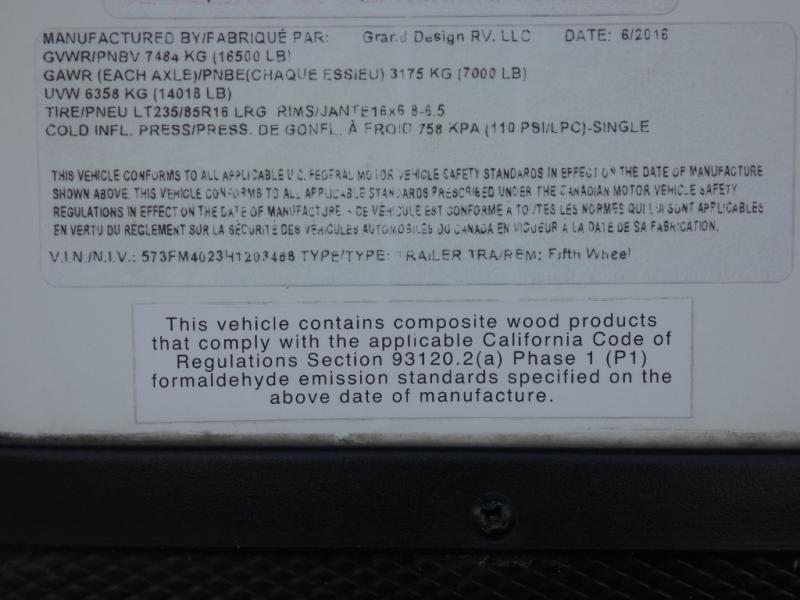 MANUFACTURED BY/FABRIQUÉ PAR: Grand Design RV. LLC DATE: 6/2016
GVWR/PNBV 7484 KG (16500 LB)
GAWR (EACH AXLE)/PNBE(CHAQUE ESSIEU) 3175 KG (7000 LB)
UVW 6358 KG (14018 LB)
TIRE/PNEU LT235/85R16 LRG RIMS/JANTE16x6 8-6.5
COLD INFL. PRESS/PRESS. DE GONFL. À FROID 758 KPA (110 PSI/LPC)-SINGLE
THIS VEHICLE CONFORMS TO ALL APPLICABLE U.S. FEDERAL MOTOR VEHICLE SAFETY STANDARDS IN EFFECT ON THE DATE OF MANUFACTURE
SHOWN ABOVE. THIS VEHICLE CONFORMS TO ALL APPLICABLE STANDARDS PRESCRIBED UNDER THE CANADIAN MOTOR VEHICLE SAFETY
REGULATIONS IN EFFECT ON THE DATE OF MANUFACTURE. - CE VÉHICULE EST CONFORME À TOUTES LES NORMES QUI LUI SONT APPLICABLES
EN VERTU DU RÈGLEMENT SUR LA SÉCURITÉ DES VÉHICULES AUTOMOBILES DU CANADA EN VIGUEUR À LA DATE DE SA FABRICATION.
V.I.N./N.I.V.: TYPE/TYPE: TRAILER TRA/REM: Fifth Wheel
This vehicle contains composite wood products
that comply with the applicable California Code of
Regulations Section 93120.2(a) Phase 1 (P1)
formaldehyde emission standards specified on the
above date of manufacture.